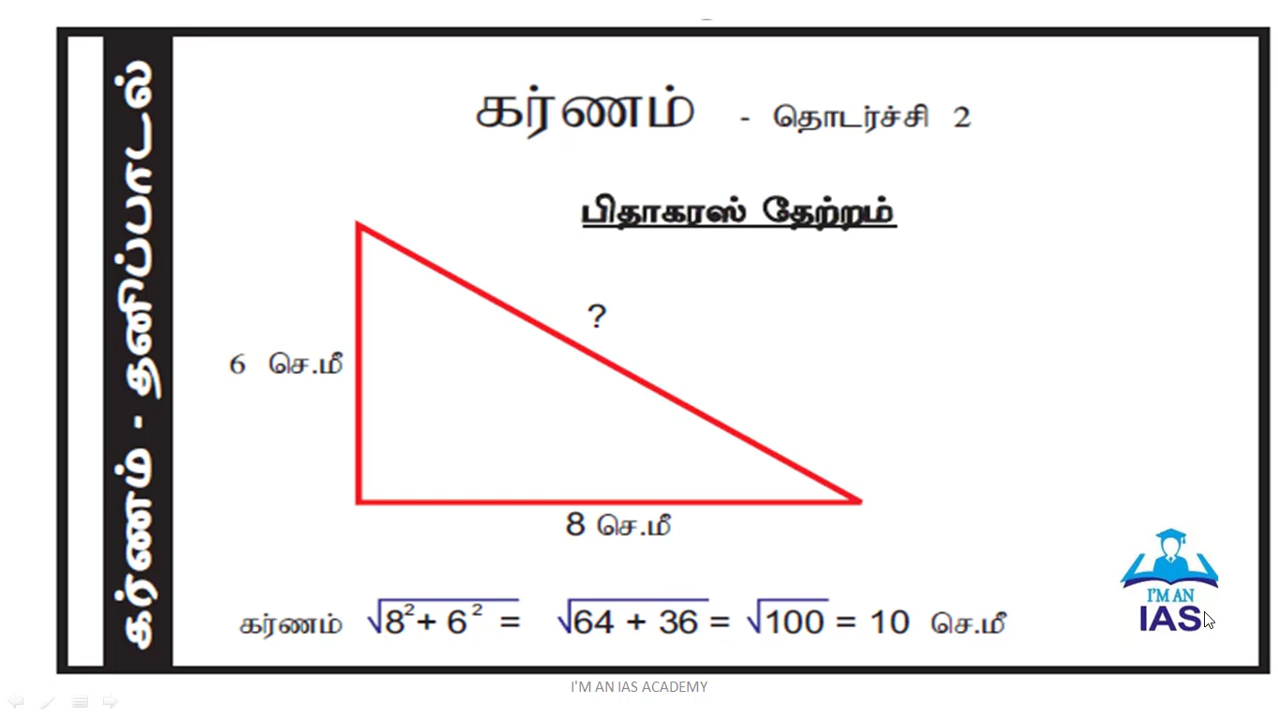 கர்ணம் - தனிப்பாடல்
கர்ணம் - தொடர்ச்சி 2
பிதாகரஸ் தேற்றம்
?
6 செ.மீ
8 செ.மீ
கர்ணம் √8²+ 6² = √64 + 36 = √100 = 10 செ.மீ
I'M AN
IAS
I'M AN IAS ACADEMY